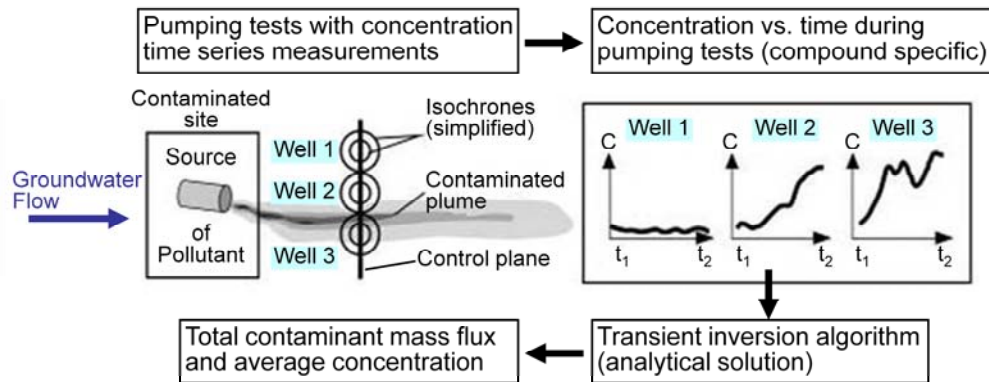 Pumping tests with concentration
time series measurements
Concentration vs. time during
pumping tests (compound specific)
Contaminated
site
Source
of
Pollutant
Groundwater
Flow
Well 1
Well 2
Well 3
Isochrones
(simplified)
Contaminated
plume
Control plane
Well 1
C
t1
t2
Well 2
C
t1
t2
Well 3
C
t1
t2
Transient inversion algorithm
(analytical solution)
Total contaminant mass flux
and average concentration